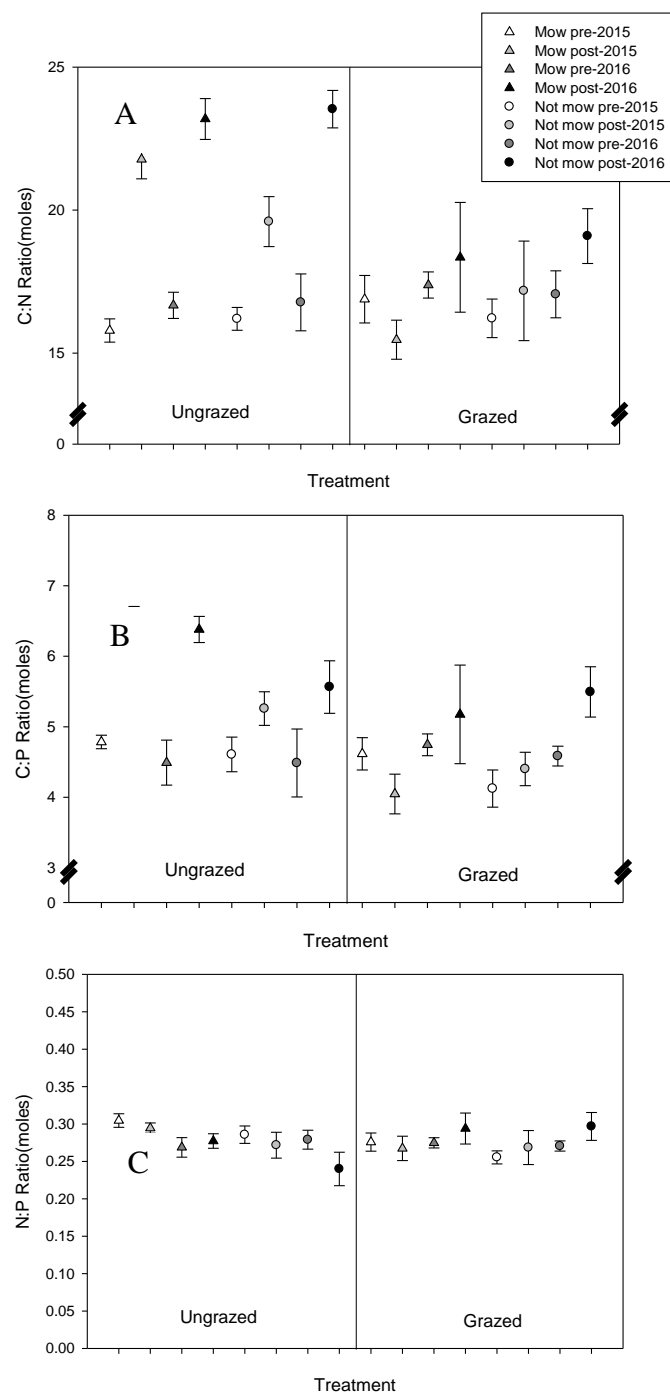 Mow pre-2015
Mow post-2015
Mow pre-2016
Mow post-2016
Not mow pre-2015
Not mow post-2015
Not mow pre-2016
Not mow post-2016
25
A
C:N Ratio(moles)
20
15
Ungrazed
Grazed
0
Treatment
8
7
B
C:P Ratio(moles)
6
5
4
3
Ungrazed
Grazed
0
Treatment
0.50
0.45
0.40
0.35
N:P Ratio(moles)
0.30
0.25
C
0.20
0.15
0.10
0.05
Ungrazed
Grazed
0.00
Treatment